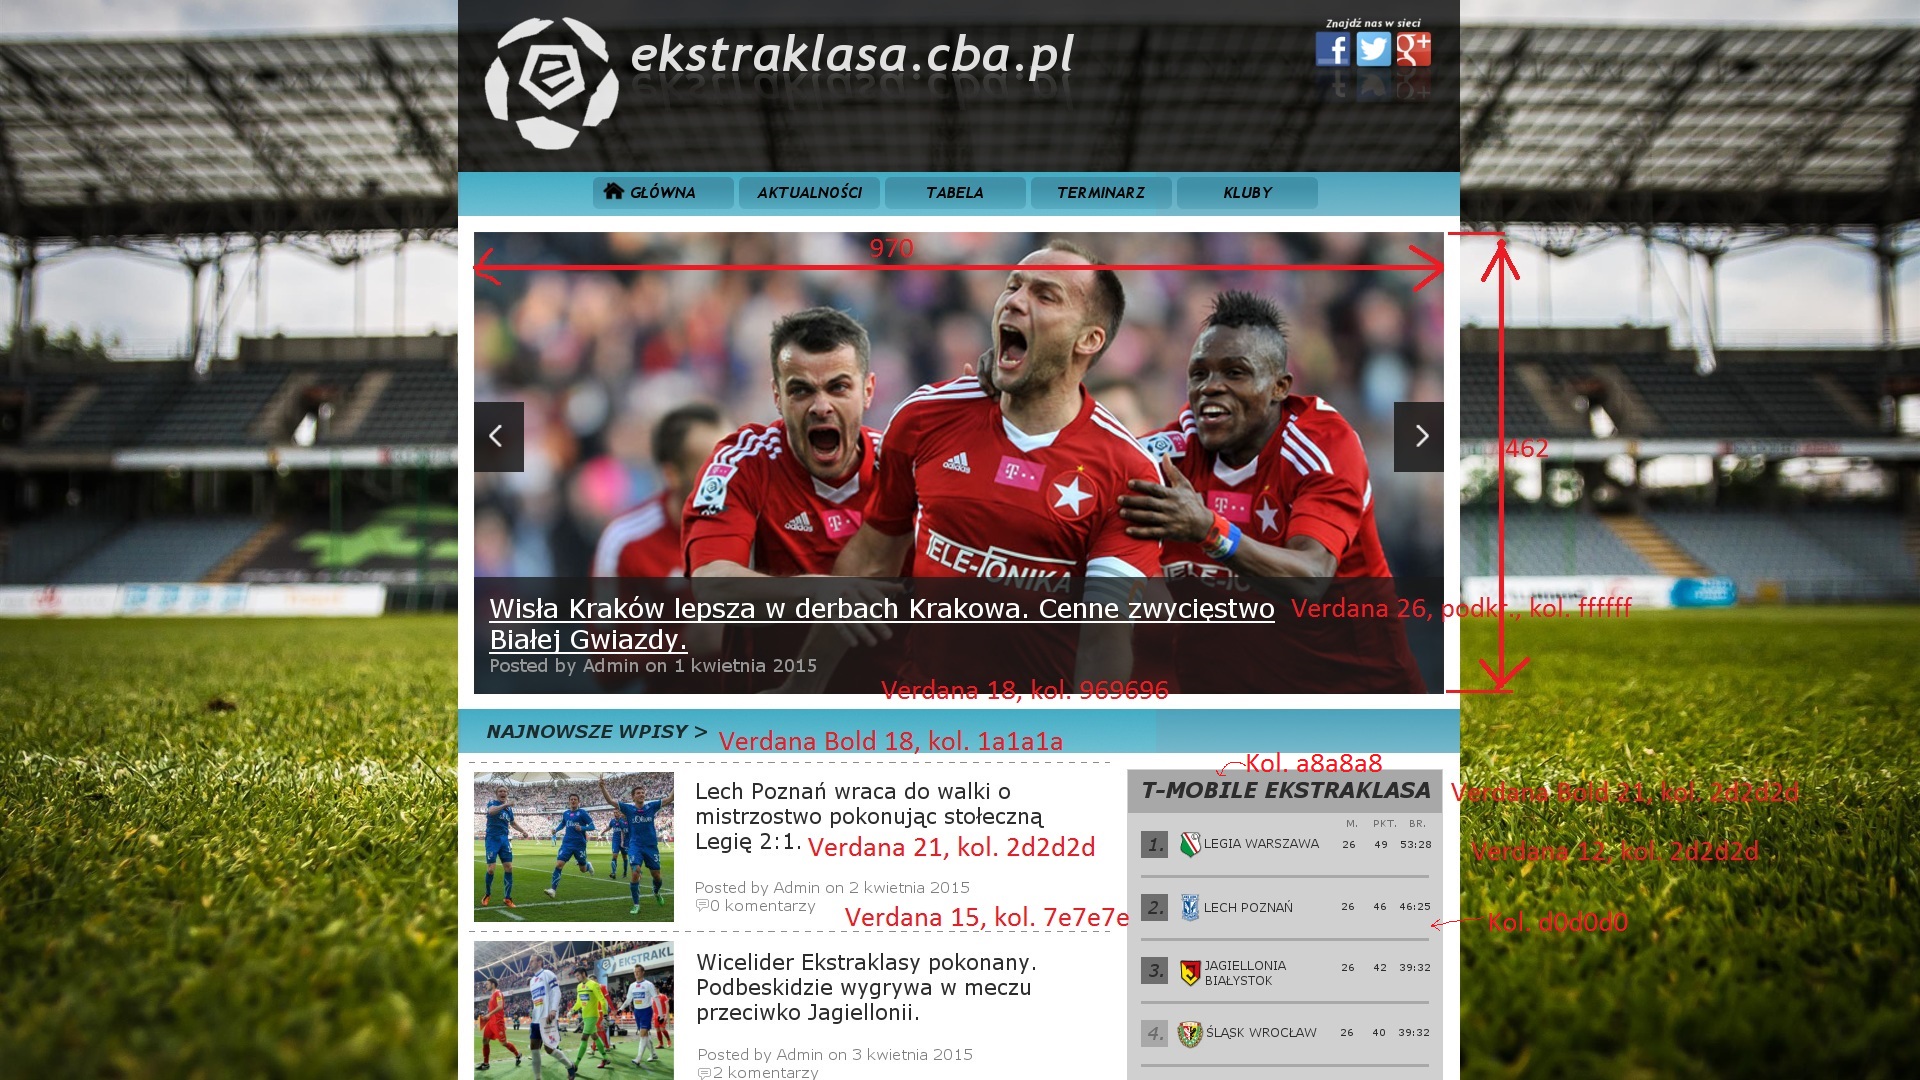 Znajdź nas w sieci
ekstraklasa.cba.pl
GŁÓWNA
AKTUALNOŚCI
TABELA
TERMINARZ
KLUBY
970
462
adidas
adidas
T··
TELE-FONIKA
Wisła Kraków lepsza w derbach Krakowa. Cenne zwycięstwo
Białej Gwiazdy.
Verdana 26, podkr., kol. ffffff
Posted by Admin on 1 kwietnia 2015
Verdana 18, kol. 969696
NAJNOWSZE WPISY >
Verdana Bold 18, kol. 1a1a1a
Lech Poznań wraca do walki o
mistrzostwo pokonując stołeczną
Legię 2:1.
Verdana 21, kol. 2d2d2d
Posted by Admin on 2 kwietnia 2015
0 komentarzy
Verdana 15, kol. 7e7e7e
EKSTRAKL
Wicelider Ekstraklasy pokonany.
Podbeskidzie wygrywa w meczu
przeciwko Jagiellonii.
Posted by Admin on 3 kwietnia 2015
2 komentarzy
Kol. a8a8a8
T-MOBILE EKSTRAKLASA
Verdana Bold 21, kol. 2d2d2d
M. PKT. BR.
1. LEGIA WARSZAWA 26 49 53:28
Verdana 12, kol. 2d2d2d
2. LECH POZNAŃ 26 46 46:25
Kol. d0d0d0
3. JAGIELLONIA
BIAŁYSTOK 26 42 39:32
4. ŚLĄSK WROCŁAW 26 40 39:32